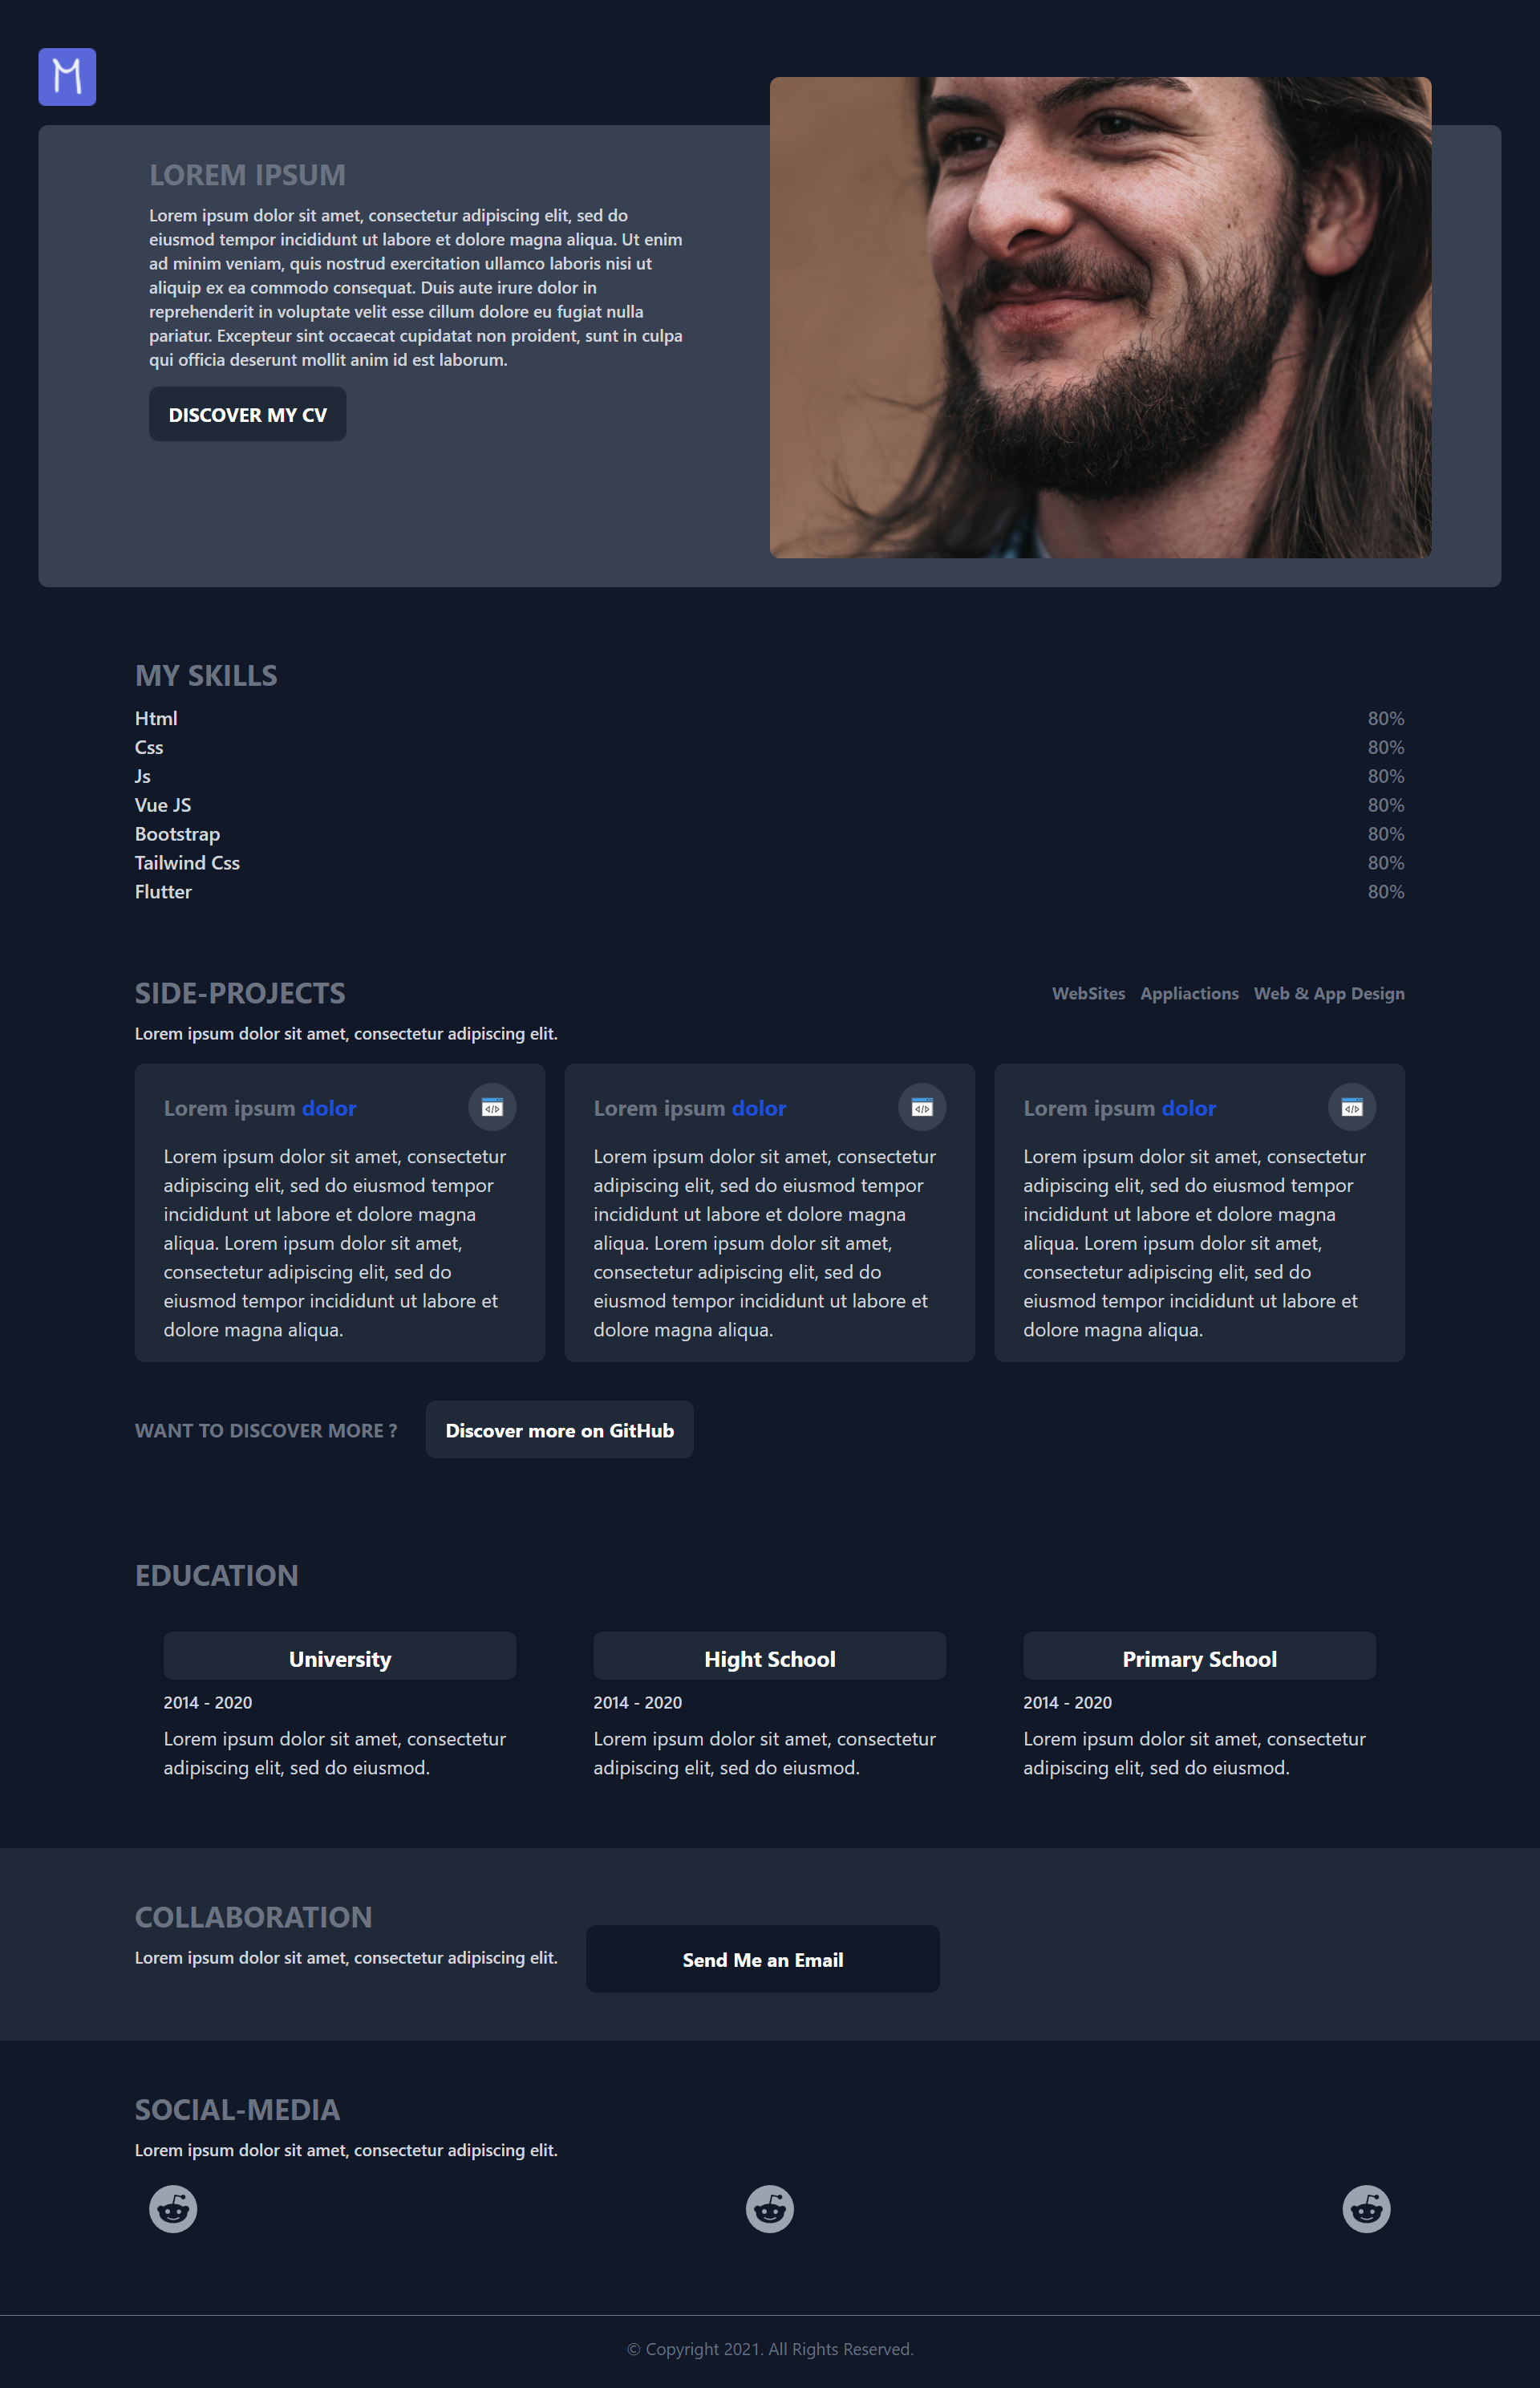 M
LOREM IPSUM
Lorem ipsum dolor sit amet, consectetur adipiscing elit, sed do
eiusmod tempor incididunt ut labore et dolore magna aliqua. Ut enim
ad minim veniam, quis nostrud exercitation ullamco laboris nisi ut
aliquip ex ea commodo consequat. Duis aute irure dolor in
reprehenderit in voluptate velit esse cillum dolore eu fugiat nulla
pariatur. Excepteur sint occaecat cupidatat non proident, sunt in culpa
qui officia deserunt mollit anim id est laborum.
DISCOVER MY CV
MY SKILLS
Html 80%
Css 80%
Js 80%
Vue JS 80%
Bootstrap 80%
Tailwind Css 80%
Flutter 80%
SIDE-PROJECTS
WebSites Appliactions Web & App Design
Lorem ipsum dolor sit amet, consectetur adipiscing elit.
Lorem ipsum dolor
Lorem ipsum dolor sit amet, consectetur
adipiscing elit, sed do eiusmod tempor
incididunt ut labore et dolore magna
aliqua. Lorem ipsum dolor sit amet,
consectetur adipiscing elit, sed do
eiusmod tempor incididunt ut labore et
dolore magna aliqua.
Lorem ipsum dolor
Lorem ipsum dolor sit amet, consectetur
adipiscing elit, sed do eiusmod tempor
incididunt ut labore et dolore magna
aliqua. Lorem ipsum dolor sit amet,
consectetur adipiscing elit, sed do
eiusmod tempor incididunt ut labore et
dolore magna aliqua.
Lorem ipsum dolor
Lorem ipsum dolor sit amet, consectetur
adipiscing elit, sed do eiusmod tempor
incididunt ut labore et dolore magna
aliqua. Lorem ipsum dolor sit amet,
consectetur adipiscing elit, sed do
eiusmod tempor incididunt ut labore et
dolore magna aliqua.
WANT TO DISCOVER MORE ?
Discover more on GitHub
EDUCATION
University
2014 - 2020
Lorem ipsum dolor sit amet, consectetur
adipiscing elit, sed do eiusmod.
Hight School
2014 - 2020
Lorem ipsum dolor sit amet, consectetur
adipiscing elit, sed do eiusmod.
Primary School
2014 - 2020
Lorem ipsum dolor sit amet, consectetur
adipiscing elit, sed do eiusmod.
COLLABORATION
Lorem ipsum dolor sit amet, consectetur adipiscing elit.
Send Me an Email
SOCIAL-MEDIA
Lorem ipsum dolor sit amet, consectetur adipiscing elit.
© Copyright 2021. All Rights Reserved.